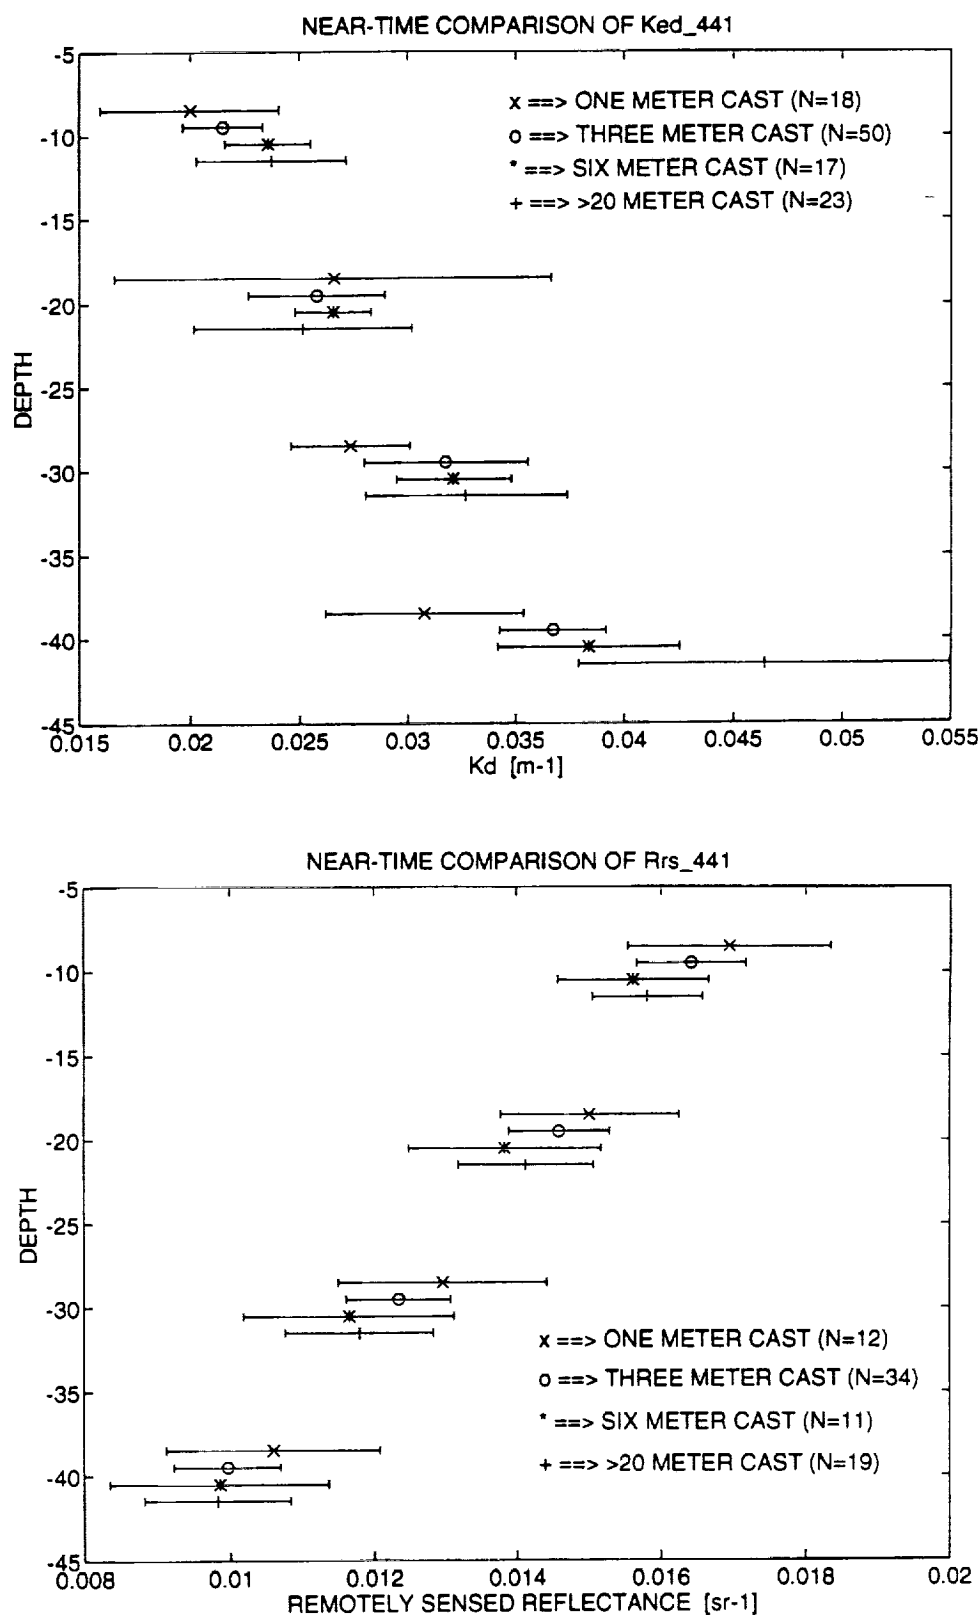 NEAR-TIME COMPARISON OF Ked_441
-5
-10
-15
-20
-25
-30
-35
-40
-45
DEPTH
x ==> ONE METER CAST (N=18)
o ==> THREE METER CAST (N=50)
* ==> SIX METER CAST (N=17)
+ ==> >20 METER CAST (N=23)
0.015 0.02 0.025 0.03 0.035 0.04 0.045 0.05 0.055
Kd [m-1]
NEAR-TIME COMPARISON OF Rrs_441
-5
-10
-15
-20
-25
-30
-35
-40
-45
DEPTH
x ==> ONE METER CAST (N=12)
o ==> THREE METER CAST (N=34)
* ==> SIX METER CAST (N=11)
+ ==> >20 METER CAST (N=19)
0.008 0.01 0.012 0.014 0.016 0.018 0.02
REMOTELY SENSED REFLECTANCE [sr-1]